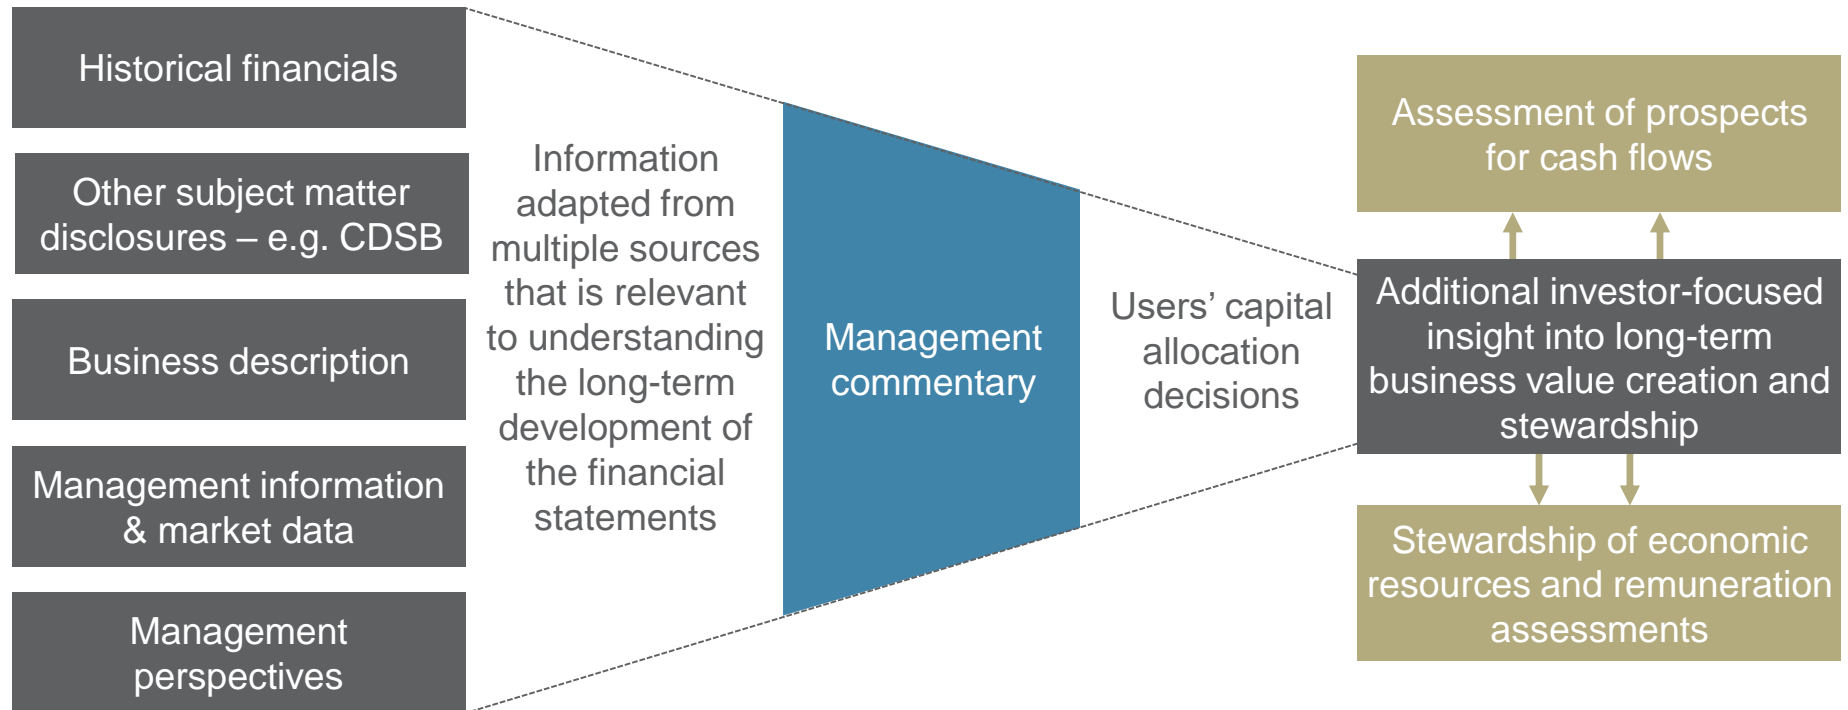 Historical financials
Other subject matter
disclosures – e.g. CDSB
Business description
Management information
& market data
Management
perspectives
Information
adapted from
multiple sources
that is relevant
to understanding
the long-term
development of
the financial
statements
Management
commentary
Users’ capital
allocation
decisions
Assessment of prospects
for cash flows
Additional investor-focused
insight into long-term
business value creation and
stewardship
Stewardship of economic
resources and remuneration
assessments